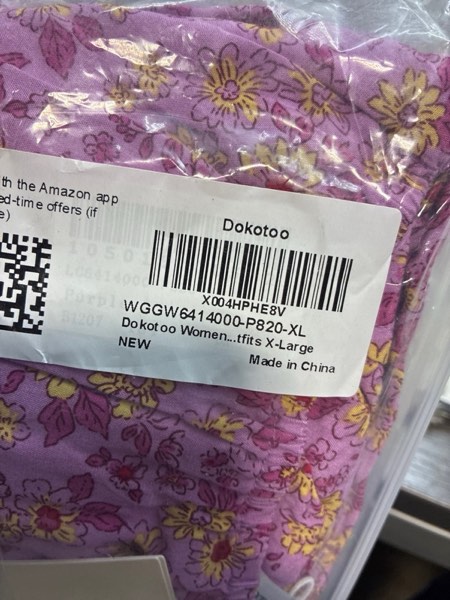 th the Amazon app
ed-time offers (if
e)
Dokotoo
X004HPHE8V
WGGW6414000-P820-XL
Dokotoo Women...tfits X-Large
NEW
Made in China